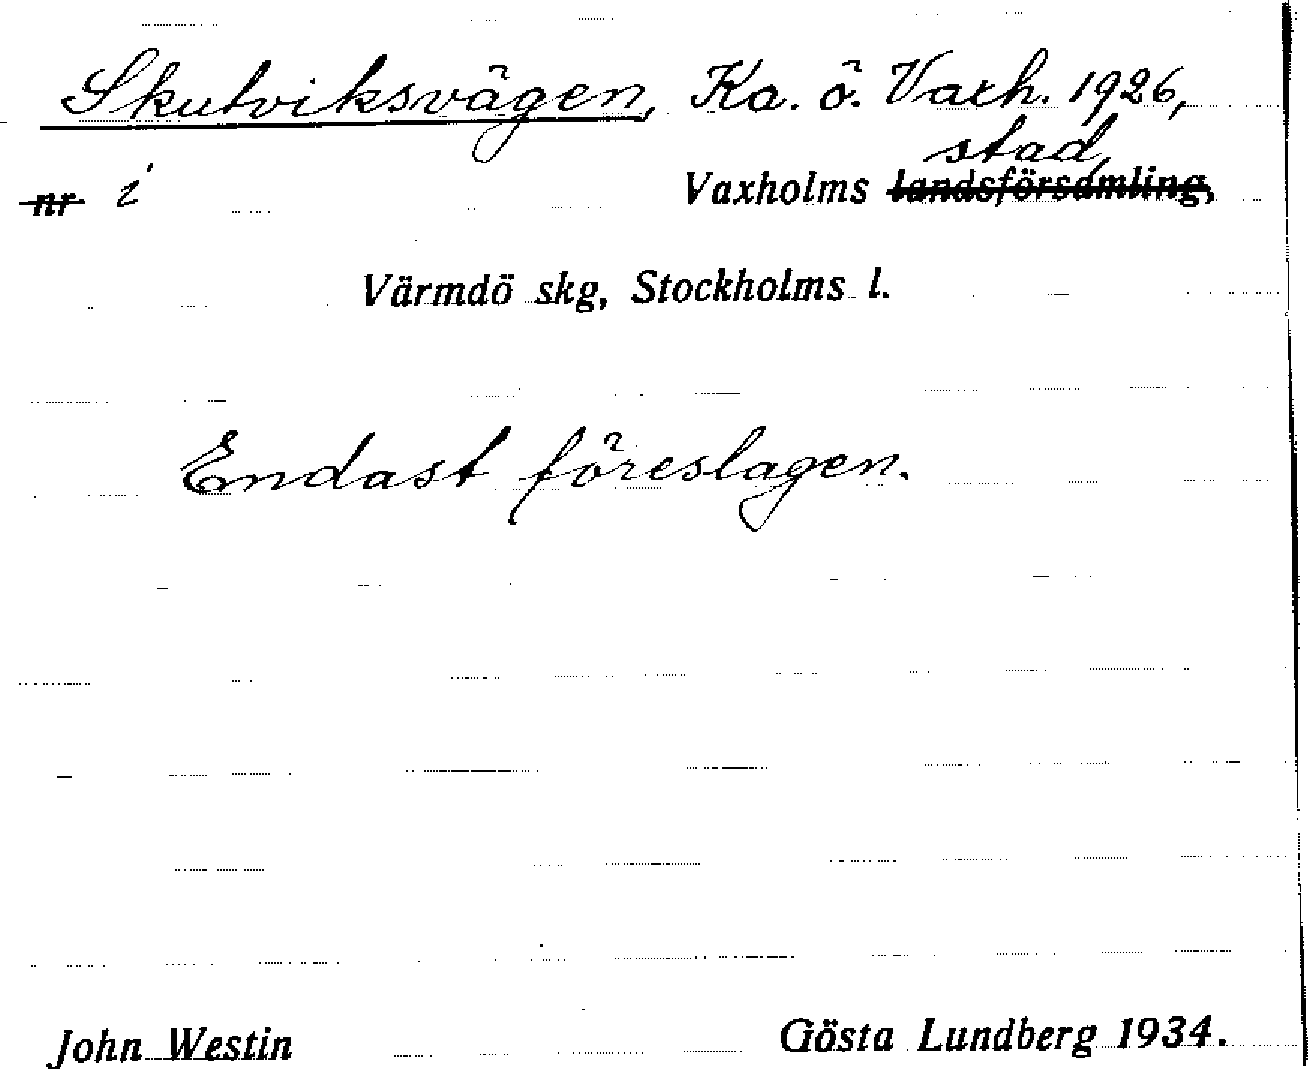 Skutviksvägen, Ka. ö. Vaxh. 1926,
stad,
nr i Vaxholms landsförsamling,
Värmdö skg, Stockholms l.
Endast föreslagen.
John Westin Gösta Lundberg 1934.